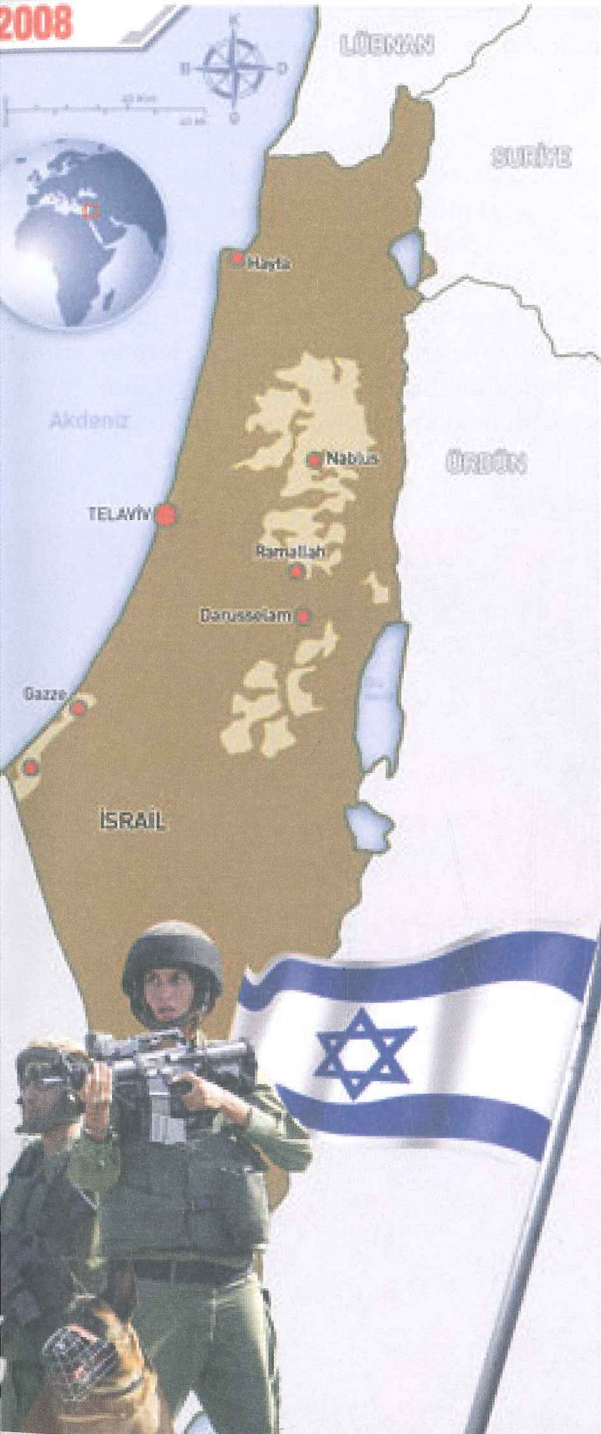 2008
K
B
D
G
LÜBNAN
SURİYE
Hayfa
Akdeniz
Nablus
ÜRDÜN
TELAVİV
Ramallah
Darusselam
Gazze
İSRAİL